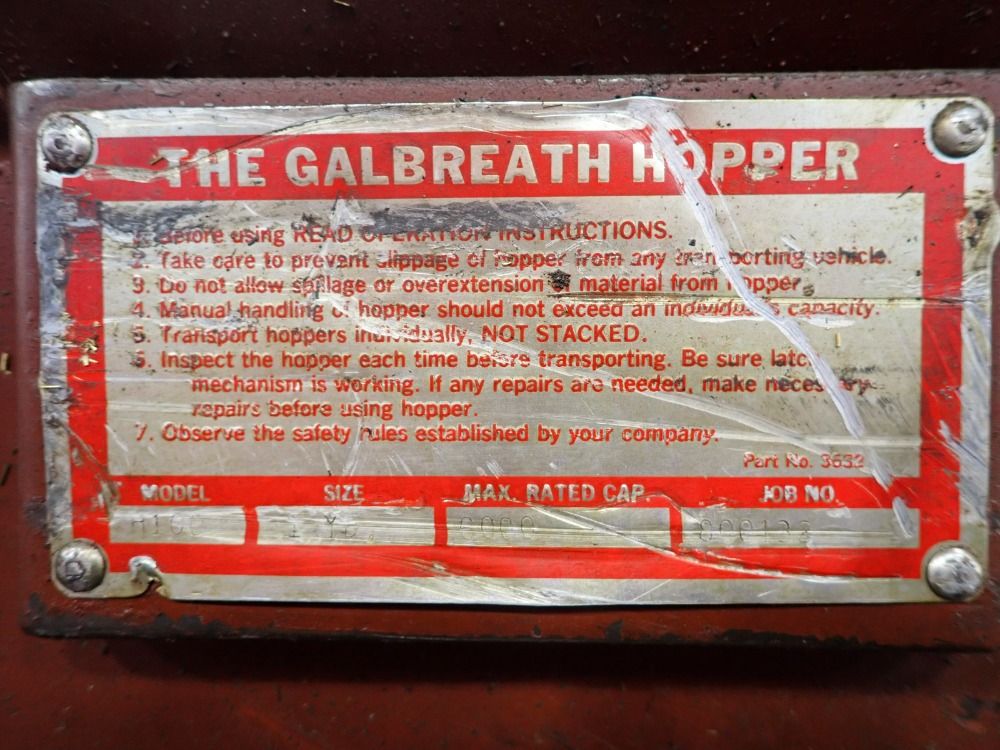 THE GALBREATH HOPPER
1. Before using READ OPERATION INSTRUCTIONS.
2. Take care to prevent slippage of hopper from any transporting vehicle.
3. Do not allow spillage or overextension of material from hopper.
4. Manual handling of hopper should not exceed an individual's capacity.
5. Transport hoppers individually, NOT STACKED.
6. Inspect the hopper each time before transporting. Be sure latch
mechanism is working. If any repairs are needed, make necessary
repairs before using hopper.
7. Observe the safety rules established by your company.
Part No. 3632
MODEL SIZE MAX. RATED CAP. JOB NO.
6000